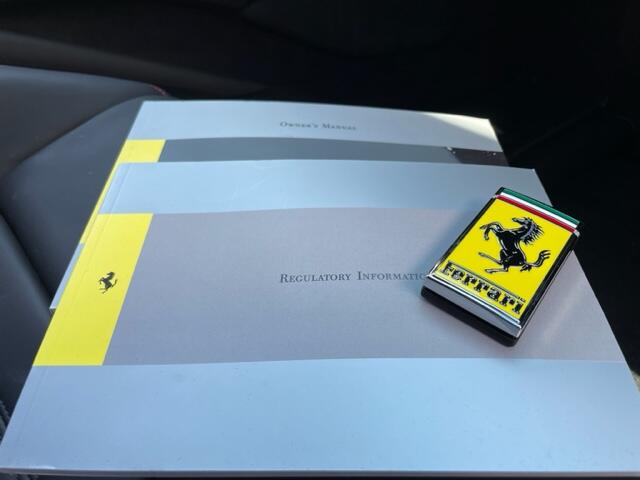 Owner's Manual
Regulatory Informatio
Ferrari